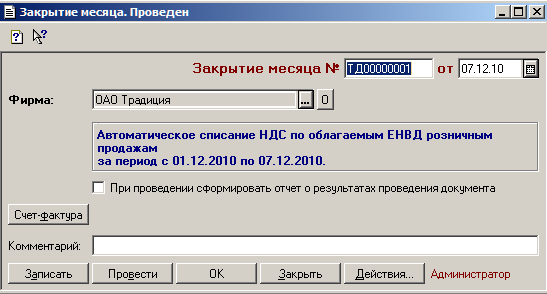 Закрытие месяца. Проведен
Закрытие месяца № ТД00000001 от 07.12.10
Фирма: ОАО Традиция ... О
Автоматическое списание НДС по облагаемым ЕНВД розничным
продажам
за период с 01.12.2010 по 07.12.2010.
При проведении сформировать отчет о результатах проведения документа
Счет-фактура
Комментарий:
Записать Провести OK Закрыть Действия... Администратор